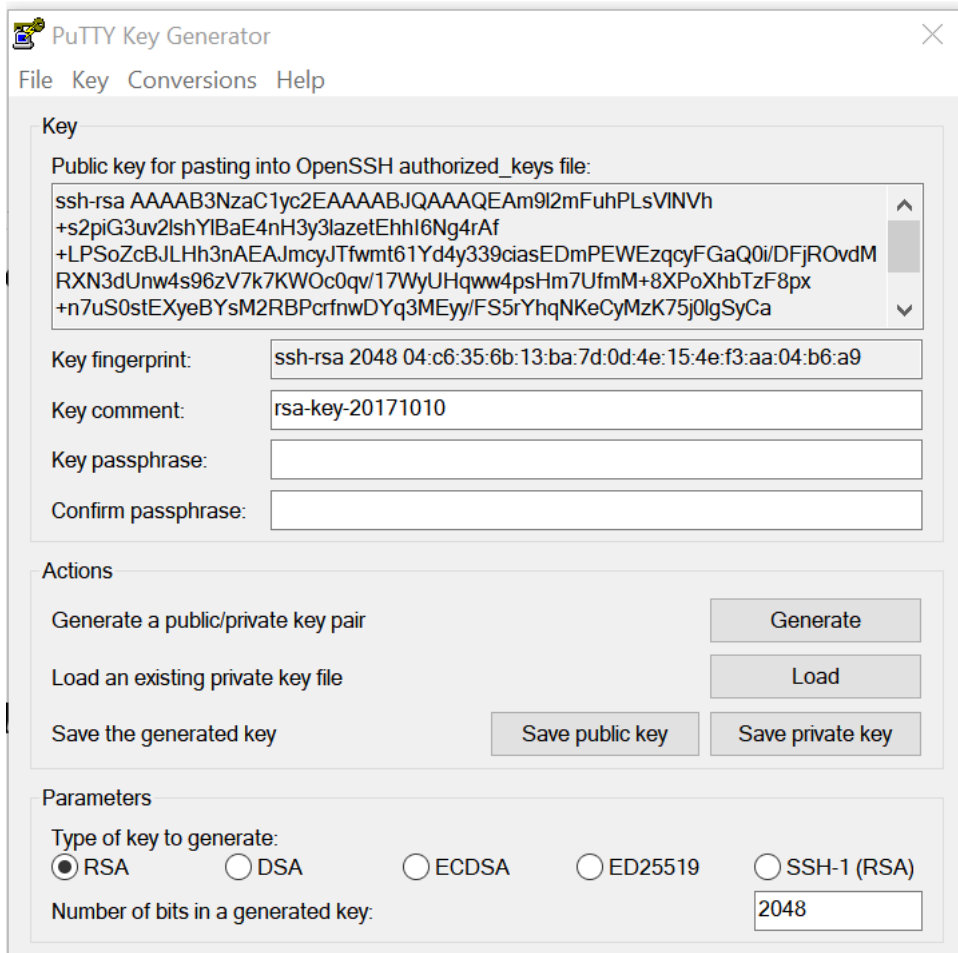 PuTTY Key Generator
File Key Conversions Help
Key
Public key for pasting into OpenSSH authorized_keys file:
ssh-rsa AAAAB3NzaC1yc2EAAAABJQAAAQEAm9l2mFuhPLsVlNVh
+s2piG3uv2lshYlBaE4nH3y3lazetEhhI6Ng4rAf
+LPSoZcBJLHh3nAEAJmcyJTfwmt61Yd4y339ciasEDmPEWEzqcyFGaQ0i/DFjROvdM
RXN3dUnw4s96zV7k7KWOc0qv/17WyUHqww4psHm7UfmM+8XPoXhbTzF8px
+n7uS0stEXyeBYsM2RBPcrfnwDYq3MEyy/FS5rYhqNKeCyMzK75j0lgSyCa
Key fingerprint: ssh-rsa 2048 04:c6:35:6b:13:ba:7d:0d:4e:15:4e:f3:aa:04:b6:a9
Key comment: rsa-key-20171010
Key passphrase:
Confirm passphrase:
Actions
Generate a public/private key pair Generate
Load an existing private key file Load
Save the generated key Save public key Save private key
Parameters
Type of key to generate:
RSA DSA ECDSA ED25519 SSH-1 (RSA)
Number of bits in a generated key: 2048